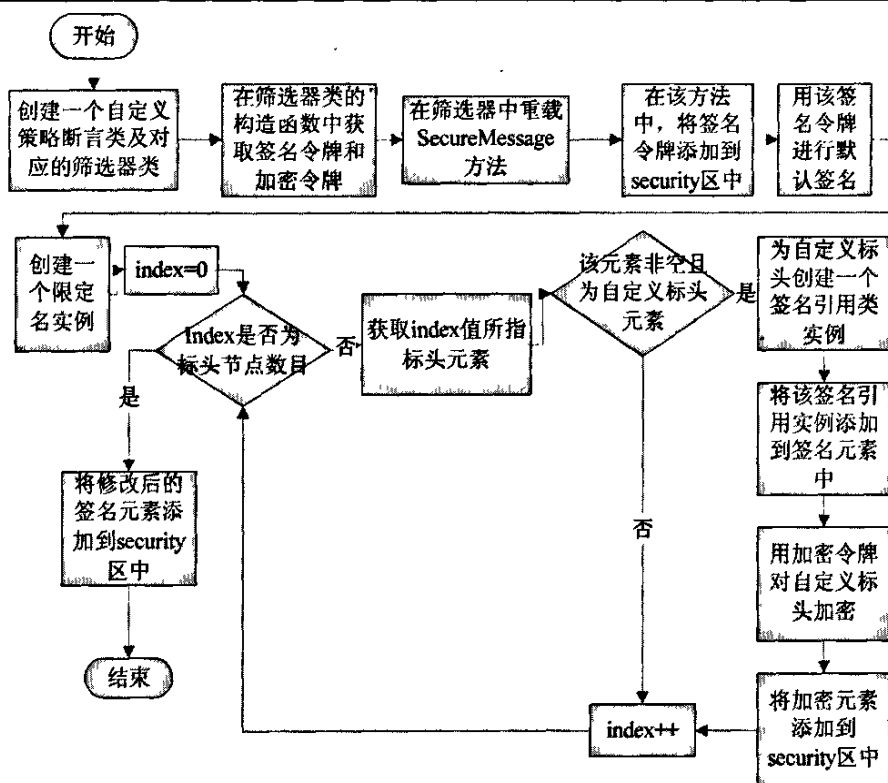 开始
创建一个自定义
策略断言类及对
应的筛选器类
在筛选器类的
构造函数中获
取签名令牌和
加密令牌
在筛选器中重载
SecureMessage
方法
在该方法
中，将签名
令牌添加到
security区中
用该签
名令牌
进行默
认签名
创建一
个限定
名实例
index=0
Index是否为
标头节点数目
否
是
获取index值所指
标头元素
该元素非空且
为自定义标头
元素
是
否
为自定义标
头创建一个
签名引用类
实例
将该签名引
用实例添加
到签名元素
中
用加密令牌
对自定义标
头加密
将加密元素
添加到
security区中
index++
将修改后的
签名元素添
加到security
区中
结束